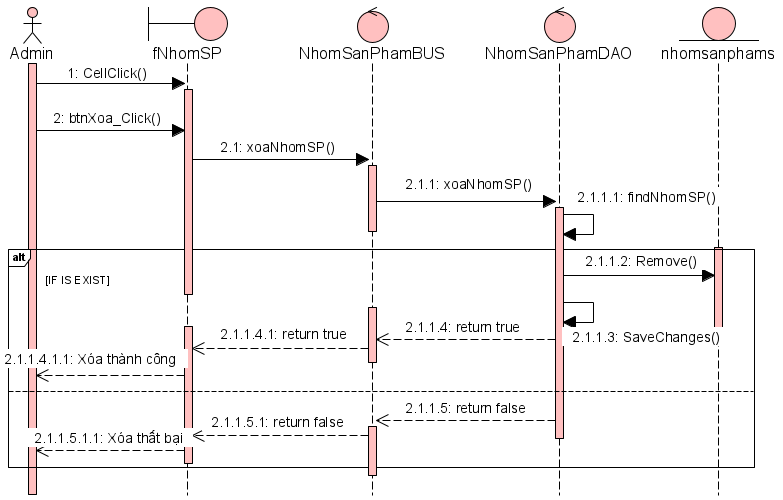 Admin
fNhomSP
NhomSanPhamBUS
NhomSanPhamDAO
nhomsanphams
1: CellClick()
2: btnXoa_Click()
2.1: xoaNhomSP()
2.1.1: xoaNhomSP()
2.1.1.1: findNhomSP()
alt
[IF IS EXIST]
2.1.1.2: Remove()
2.1.1.3: SaveChanges()
2.1.1.4: return true
2.1.1.4.1: return true
2.1.1.4.1.1: Xóa thành công
2.1.1.5: return false
2.1.1.5.1: return false
2.1.1.5.1.1: Xóa thất bại